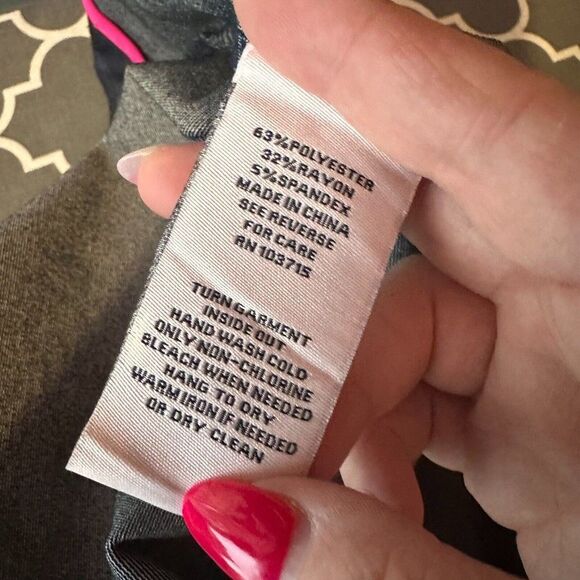 63%POLYESTER
32%RAYON
5%SPANDEX
MADE IN CHINA
SEE REVERSE
FOR CARE
RN 103715
TURN GARMENT
INSIDE OUT
HAND WASH COLD
ONLY NON-CHLORINE
BLEACH WHEN NEEDED
HANG TO DRY
WARM IRON IF NEEDED
OR DRY CLEAN